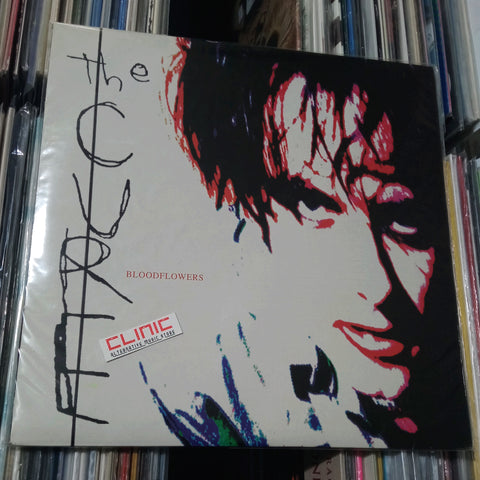 the
CURE
BLOODFLOWERS
CLINIC
ALTERNATIVE MUSIC STORE